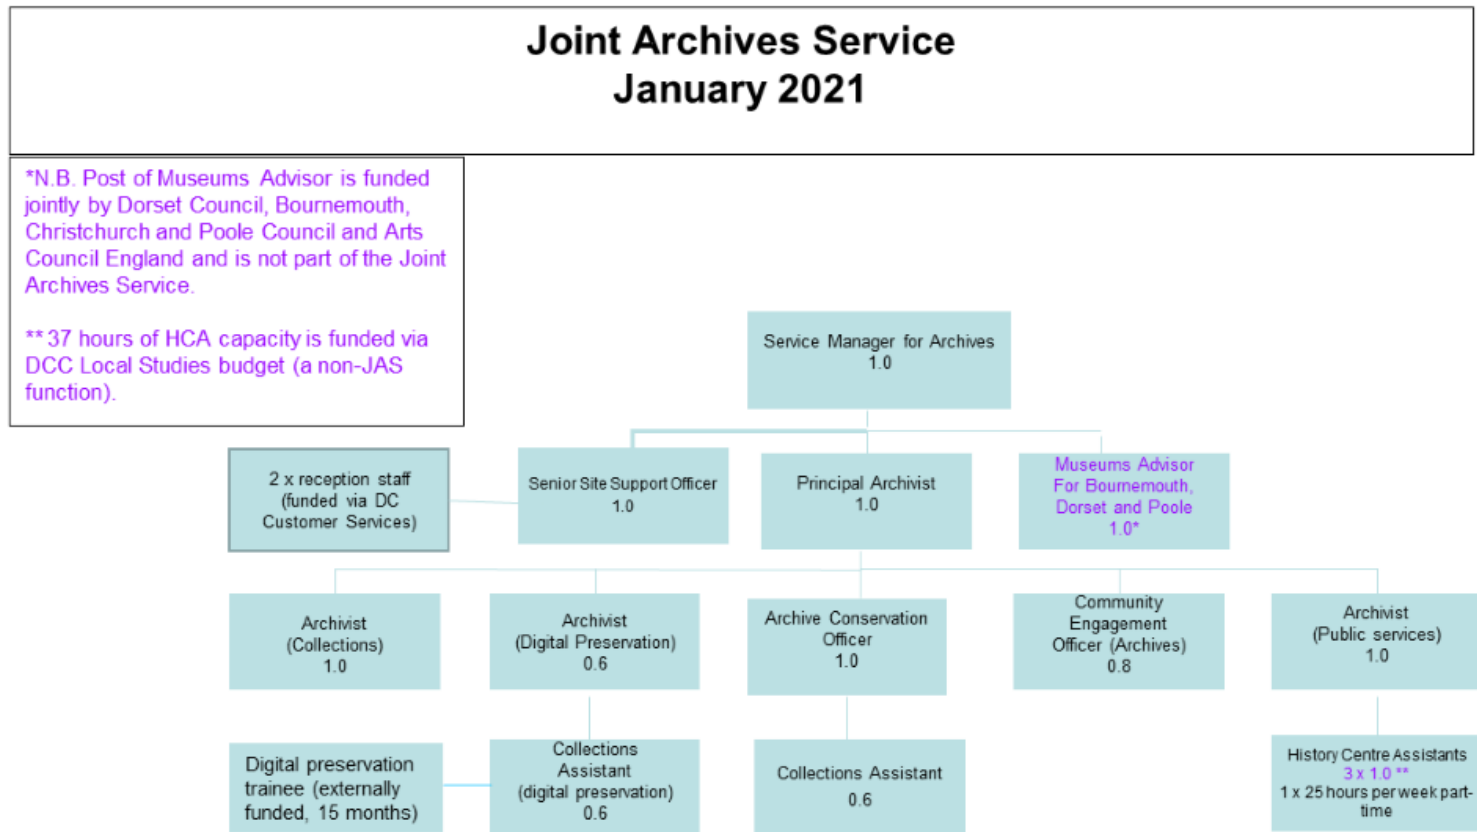 Joint Archives Service
January 2021
*N.B. Post of Museums Advisor is funded
jointly by Dorset Council, Bournemouth,
Christchurch and Poole Council and Arts
Council England and is not part of the Joint
Archives Service.
** 37 hours of HCA capacity is funded via
DCC Local Studies budget (a non-JAS
function).
Service Manager for Archives
1.0
2 x reception staff
(funded via DC
Customer Services)
Senior Site Support Officer
1.0
Principal Archivist
1.0
Museums Advisor
For Bournemouth,
Dorset and Poole
1.0*
Archivist
(Collections)
1.0
Archivist
(Digital Preservation)
0.6
Archive Conservation
Officer
1.0
Community
Engagement
Officer (Archives)
0.8
Archivist
(Public services)
1.0
Digital preservation
trainee (externally
funded, 15 months)
Collections
Assistant
(digital preservation)
0.6
Collections Assistant
0.6
History Centre Assistants
3 x 1.0 **
1 x 25 hours per week part-
time